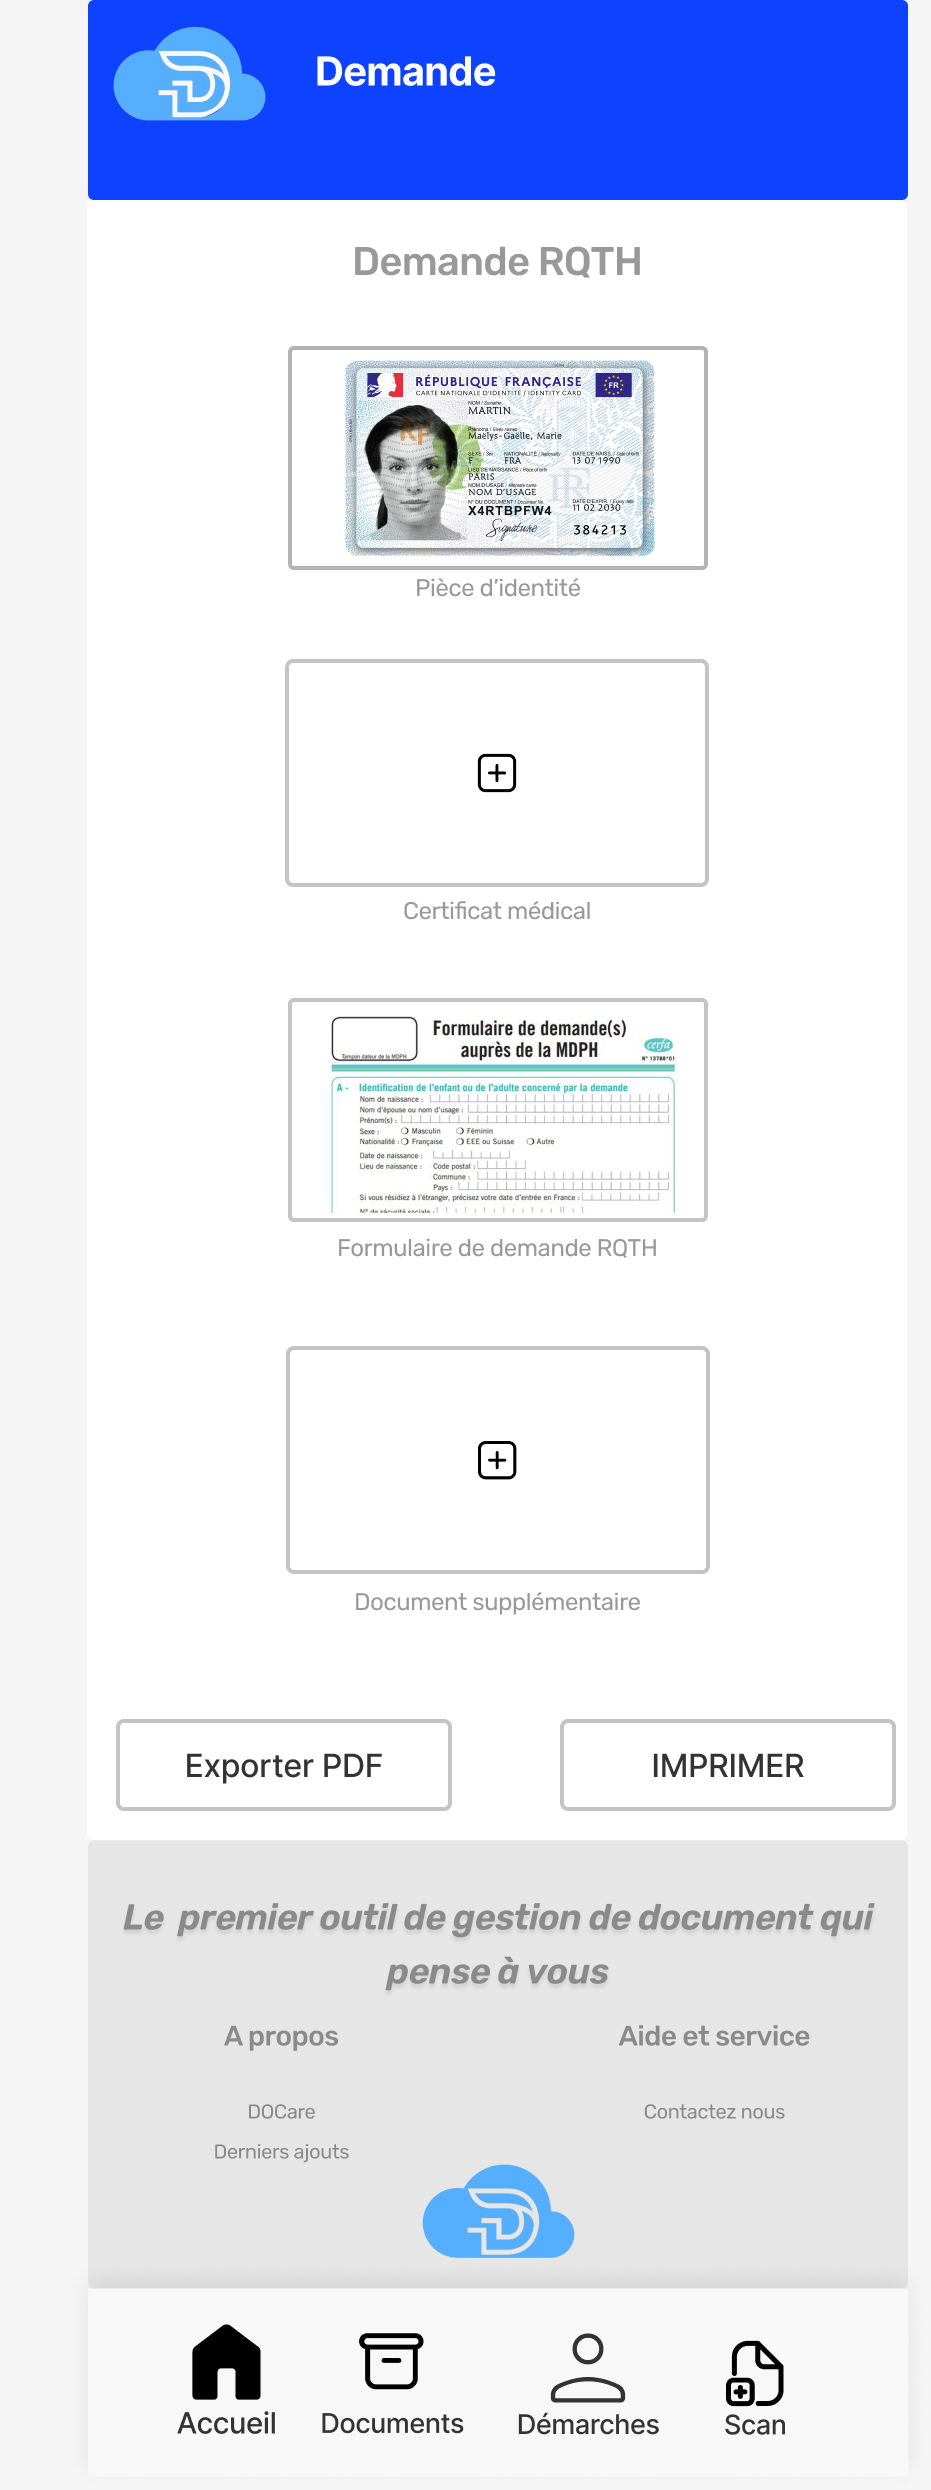 Demande
Demande RQTH
RÉPUBLIQUE FRANÇAISE
FR
CARTE NATIONALE D'IDENTITÉ / IDENTITY CARD
NOM / Surname
MARTIN
Prénoms / Given names
Maëlys-Gaëlle, Marie
SEXE / Sex NATIONALITÉ / Nationality DATE DE NAISS. / Date of birth
F FRA 13 07 1990
LIEU DE NAISSANCE / Place of birth
PARIS
NOM D'USAGE / Alternate name
NOM D'USAGE
N° DU DOCUMENT / Document No. DATE D'EXPIR. / Expiry date
X4RTBPFW4 11 02 2030
384213
Pièce d'identité
Certificat médical
Formulaire de demande(s)
auprès de la MDPH
cerfa
Tampon dateur de la MDPH
N° 13788*01
A - Identification de l'enfant ou de l'adulte concerné par la demande
Nom de naissance :
Nom d'épouse ou nom d'usage :
Prénom(s) :
Sexe : Masculin Féminin
Nationalité : Française EEE ou Suisse Autre
Date de naissance :
Lieu de naissance : Code postal :
Commune :
Pays :
Si vous résidiez à l'étranger, précisez votre date d'entrée en France :
N° de sécurité sociale :
Formulaire de demande RQTH
Document supplémentaire
Exporter PDF
IMPRIMER
Le premier outil de gestion de document qui
pense à vous
A propos
Aide et service
DOCare
Contactez nous
Derniers ajouts
Accueil
Documents
Démarches
Scan